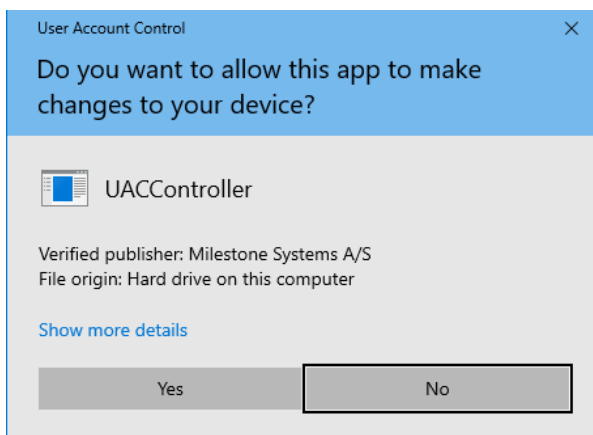 User Account Control
Do you want to allow this app to make
changes to your device?
UACController
Verified publisher: Milestone Systems A/S
File origin: Hard drive on this computer
Show more details
Yes
No